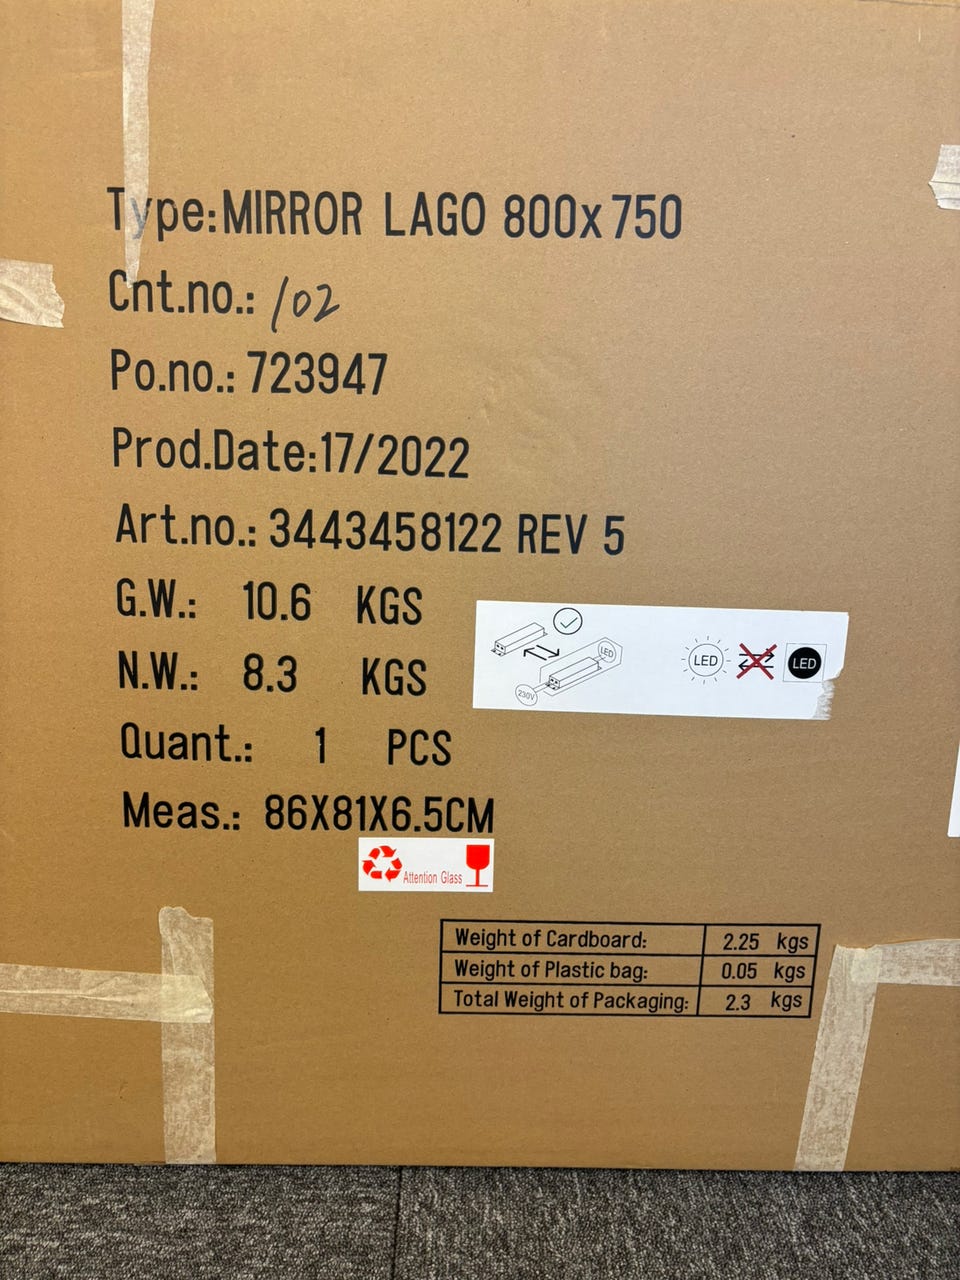 Type:MIRROR LAGO 800x750
Cnt.no.: 102
Po.no.: 723947
Prod.Date:17/2022
Art.no.: 3443458122 REV 5
G.W.: 10.6 KGS
N.W.: 8.3 KGS
Quant.: 1 PCS
Meas.: 86X81X6.5CM
LED
230V
LED
LED
Attention Glass
Weight of Cardboard: 2.25 kgs
Weight of Plastic bag: 0.05 kgs
Total Weight of Packaging: 2.3 kgs